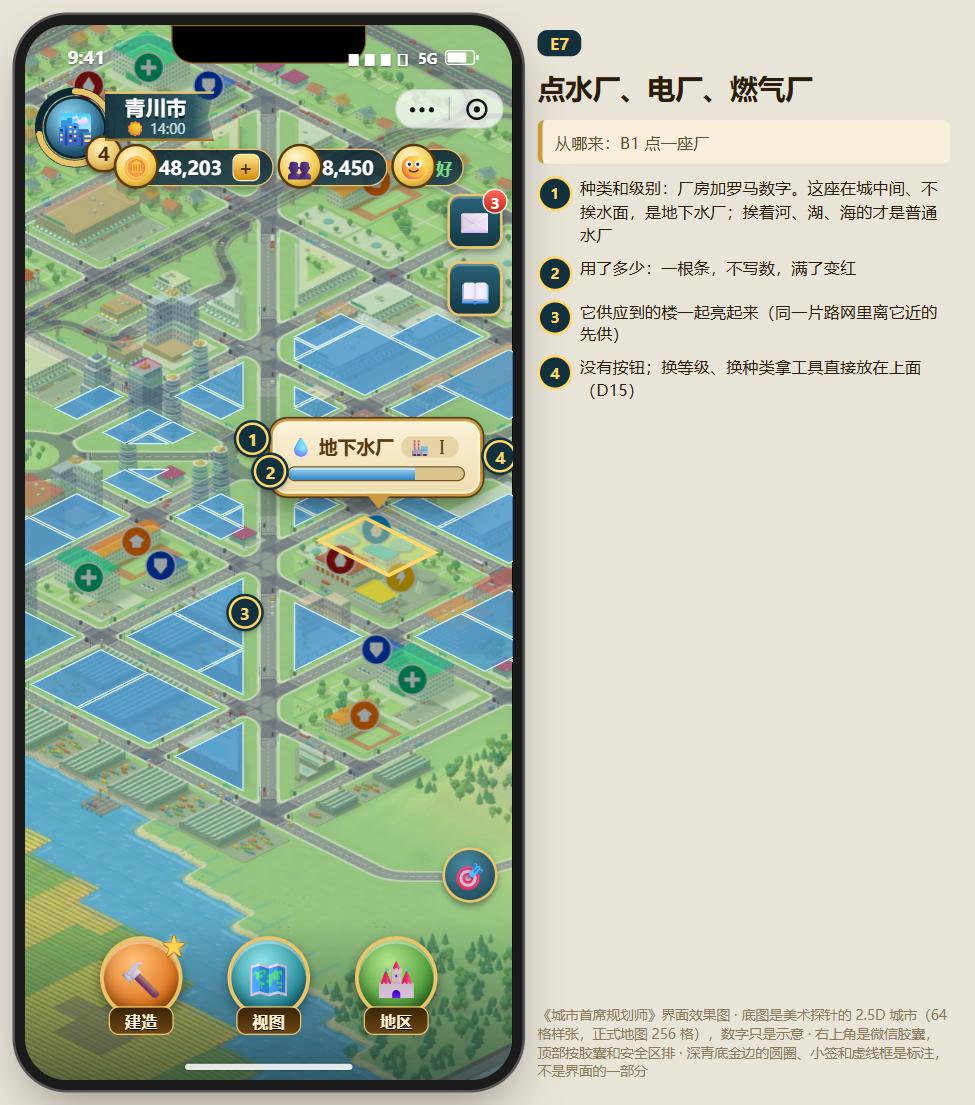 9:41
5G
青川市
14:00
4
48,203
+
8,450
好
3
1
地下水厂
I
2
4
3
建造
视图
地区
E7
点水厂、电厂、燃气厂
从哪来：B1 点一座厂
1 种类和级别：厂房加罗马数字。这座在城中间、不
挨水面，是地下水厂；挨着河、湖、海的才是普通
水厂
2 用了多少：一根条，不写数，满了变红
3 它供应到的楼一起亮起来（同一片路网里离它近的
先供）
4 没有按钮；换等级、换种类拿工具直接放在上面
（D15）
《城市首席规划师》界面效果图 · 底图是美术探针的 2.5D 城市（64
格样张，正式地图 256 格），数字只是示意 · 右上角是微信胶囊，
顶部按胶囊和安全区排 · 深青底金边的圆圈、小签和虚线框是标注，
不是界面的一部分